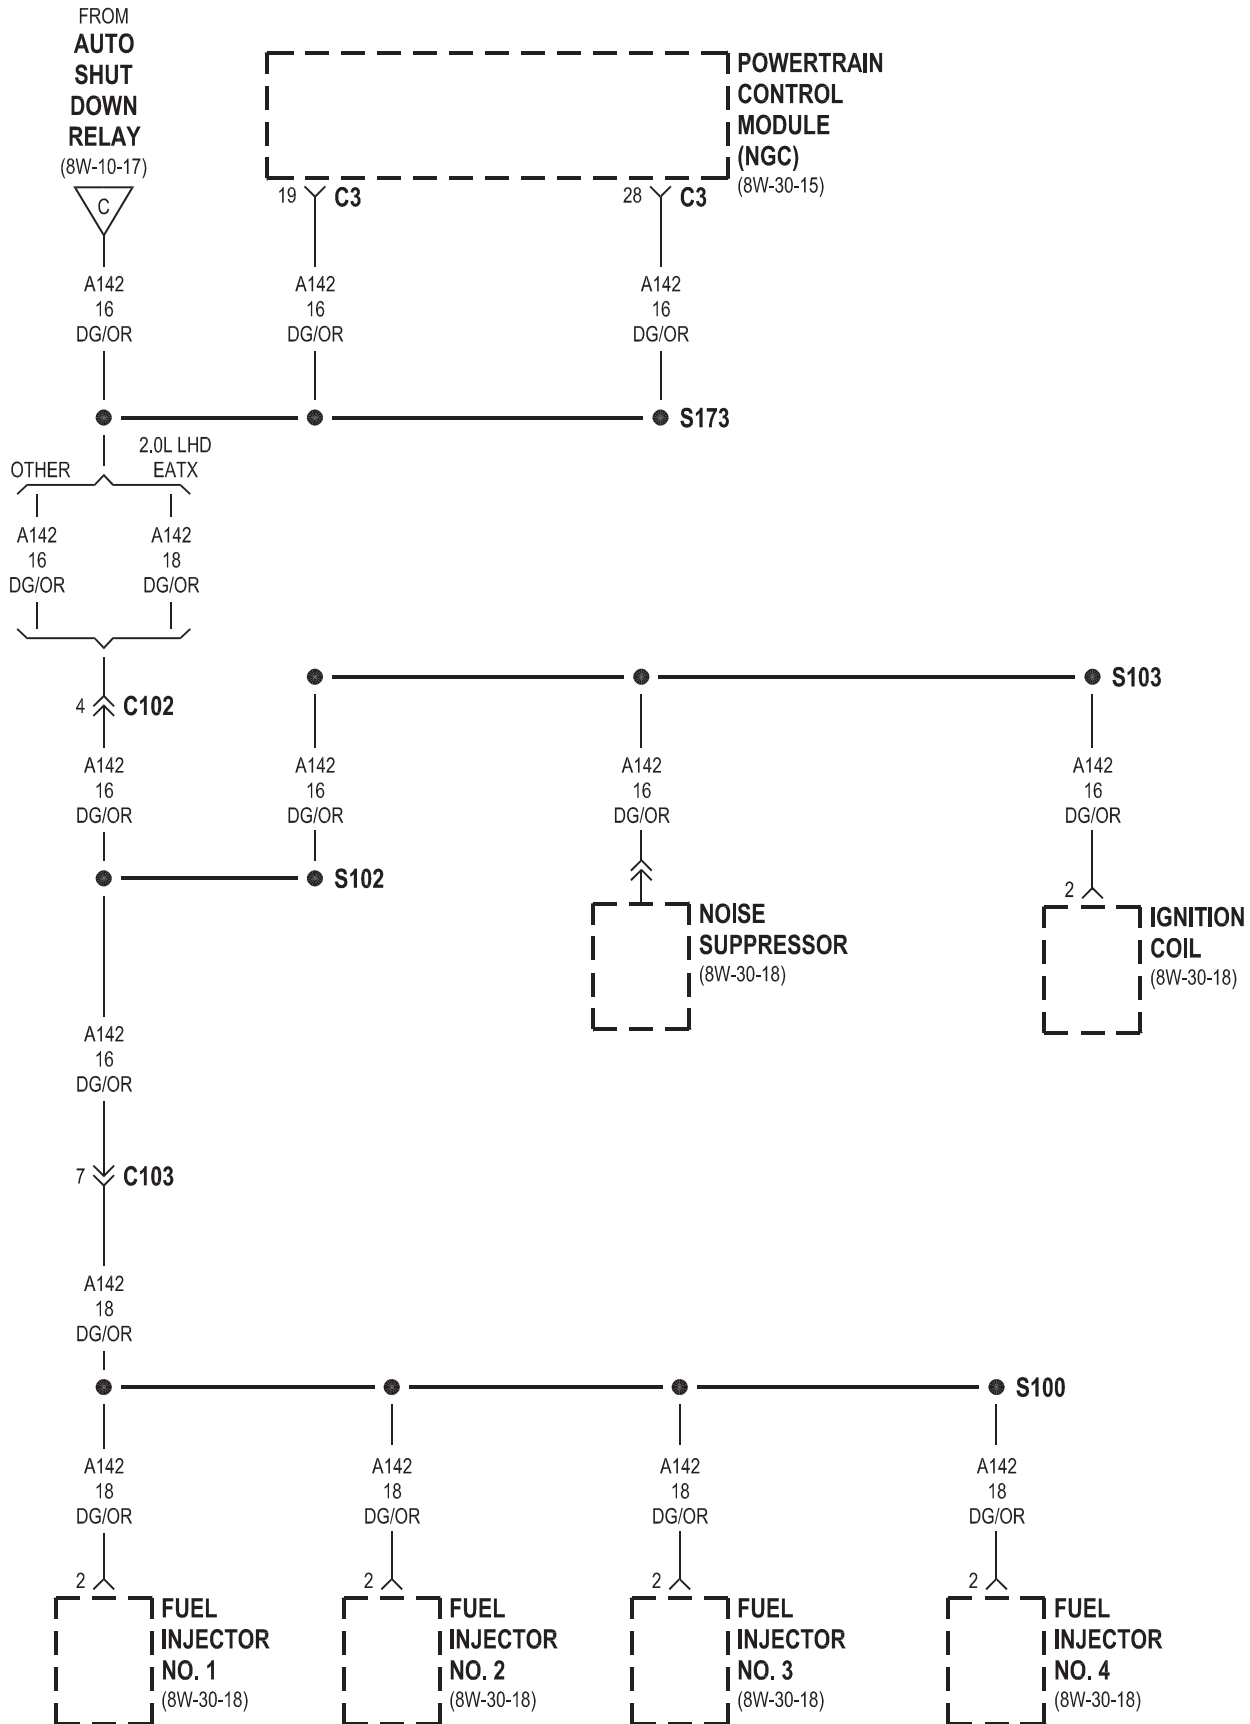 FROM
AUTO
SHUT
DOWN
RELAY
(8W-10-17)
C
POWERTRAIN
CONTROL
MODULE
(NGC)
(8W-30-15)
19
C3
28
C3
A142
16
DG/OR
A142
16
DG/OR
A142
16
DG/OR
S173
OTHER
2.0L LHD
EATX
A142
16
DG/OR
A142
18
DG/OR
4
C102
S103
A142
16
DG/OR
A142
16
DG/OR
A142
16
DG/OR
A142
16
DG/OR
S102
2
NOISE
SUPPRESSOR
(8W-30-18)
IGNITION
COIL
(8W-30-18)
A142
16
DG/OR
7
C103
A142
18
DG/OR
S100
A142
18
DG/OR
A142
18
DG/OR
A142
18
DG/OR
A142
18
DG/OR
2
2
2
2
FUEL
INJECTOR
NO. 1
(8W-30-18)
FUEL
INJECTOR
NO. 2
(8W-30-18)
FUEL
INJECTOR
NO. 3
(8W-30-18)
FUEL
INJECTOR
NO. 4
(8W-30-18)